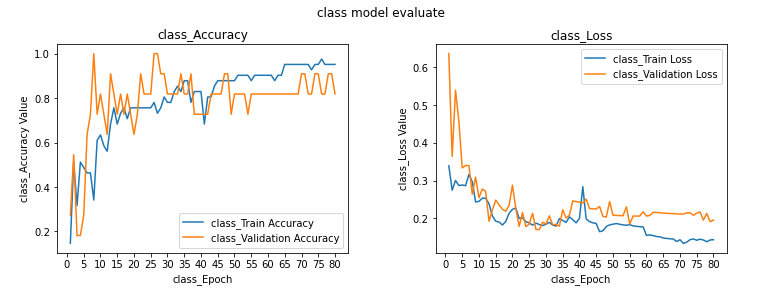 class model evaluate
class_Accuracy
class_Accuracy Value
1.0
0.8
0.6
0.4
0.2
class_Train Accuracy
class_Validation Accuracy
0 5 10 15 20 25 30 35 40 45 50 55 60 65 70 75 80
class_Epoch
class_Loss
class_Loss Value
0.6
0.5
0.4
0.3
0.2
class_Train Loss
class_Validation Loss
0 5 10 15 20 25 30 35 40 45 50 55 60 65 70 75 80
class_Epoch